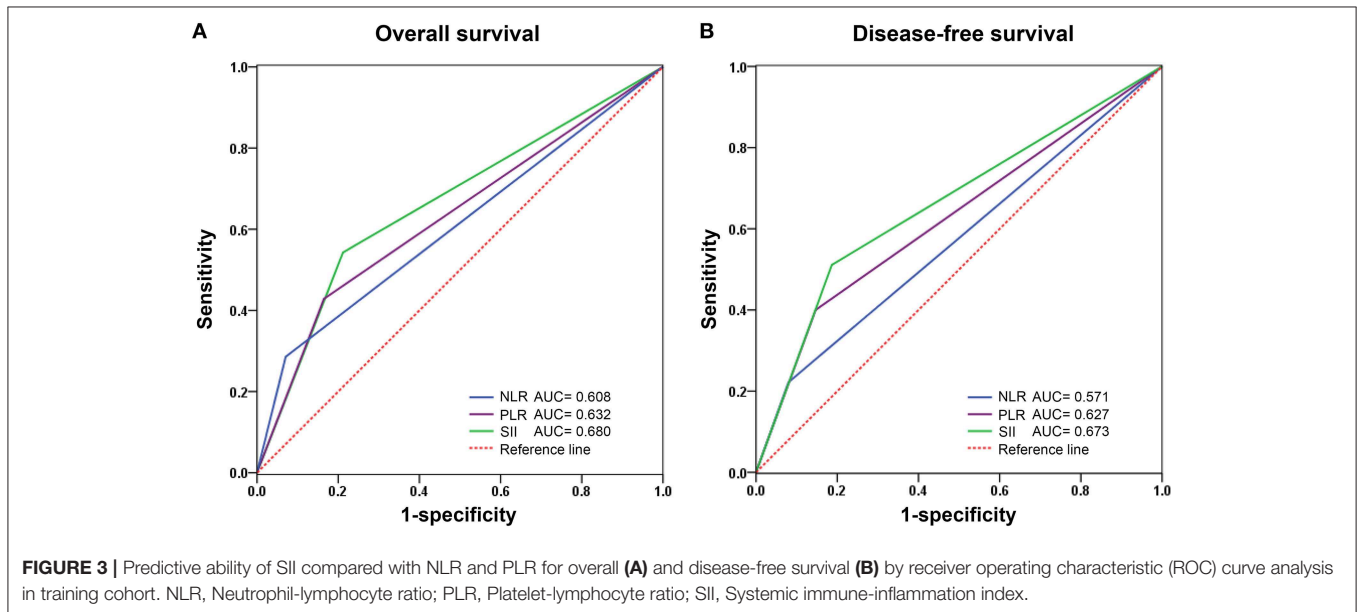 A
Overall survival
Sensitivity
1.0
0.8
0.6
0.4
0.2
0.0
0.0 0.2 0.4 0.6 0.8 1.0
1-specificity
NLR AUC= 0.608
PLR AUC= 0.632
SII AUC= 0.680
Reference line
B
Disease-free survival
Sensitivity
1.0
0.8
0.6
0.4
0.2
0.0
0.0 0.2 0.4 0.6 0.8 1.0
1-specificity
NLR AUC= 0.571
PLR AUC= 0.627
SII AUC= 0.673
Reference line
FIGURE 3 | Predictive ability of SII compared with NLR and PLR for overall (A) and disease-free survival (B) by receiver operating characteristic (ROC) curve analysis
in training cohort. NLR, Neutrophil-lymphocyte ratio; PLR, Platelet-lymphocyte ratio; SII, Systemic immune-inflammation index.